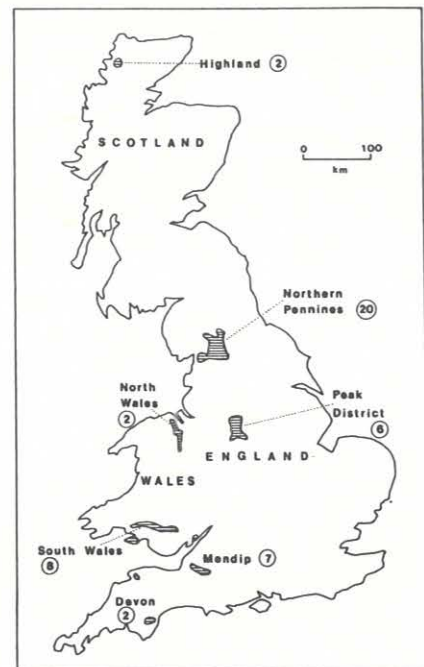 Highland 2
SCOTLAND
0 100
km
Northern
Pennines 20
North
Wales
2
Peak
District
6
ENGLAND
WALES
South Wales
8
Mendip 7
Devon
2